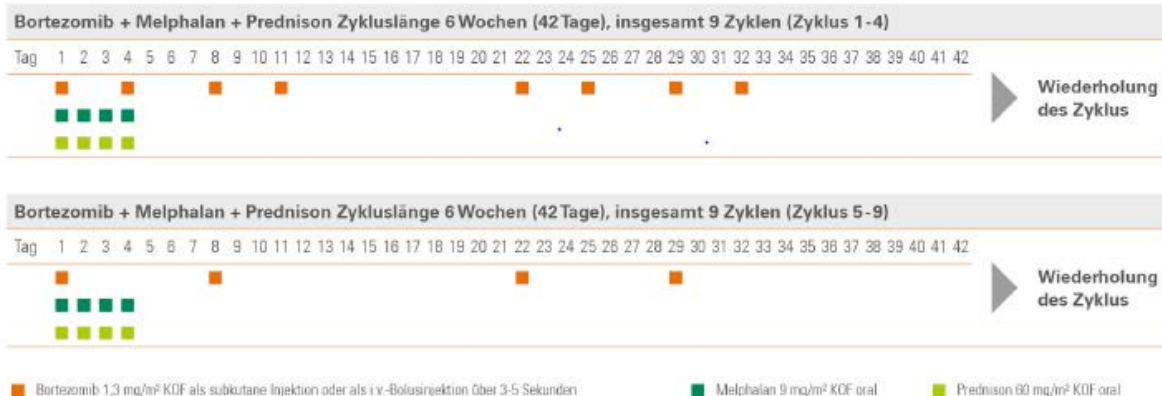 Bortezomib + Melphalan + Prednison Zykluslänge 6 Wochen (42 Tage), insgesamt 9 Zyklen (Zyklus 1-4)
Tag 1 2 3 4 5 6 7 8 9 10 11 12 13 14 15 16 17 18 19 20 21 22 23 24 25 26 27 28 29 30 31 32 33 34 35 36 37 38 39 40 41 42
Wiederholung
des Zyklus
Bortezomib + Melphalan + Prednison Zykluslänge 6 Wochen (42 Tage), insgesamt 9 Zyklen (Zyklus 5-9)
Tag 1 2 3 4 5 6 7 8 9 10 11 12 13 14 15 16 17 18 19 20 21 22 23 24 25 26 27 28 29 30 31 32 33 34 35 36 37 38 39 40 41 42
Wiederholung
des Zyklus
Bortezomib 1,3 mg/m² KOF als subkutane Injektion oder als i.v.-Bolusinjektion über 3-5 Sekunden Melphalan 9 mg/m² KOF oral Prednison 60 mg/m² KOF oral